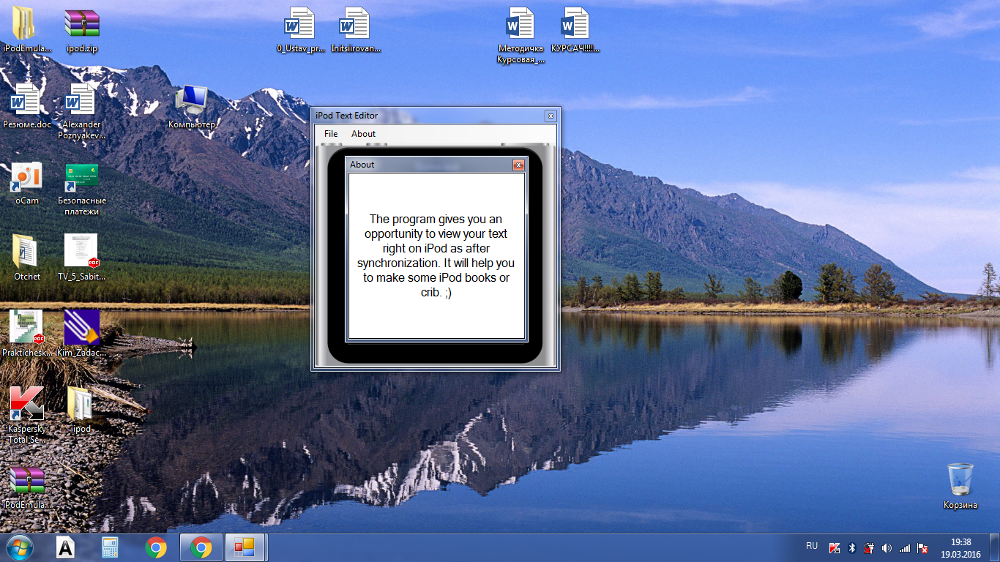 iPodEmula...
ipod.zip
0_Ustav_pr...
Initsiirovan...
Методичка
Курсовая_...
КУРСАЧ!!!!...
Резюме.doc
Alexander
Poznyakev...
Компьютер
oCam
Безопасные
платежи
Otchet
TV_5_Sabit...
Praktichesk...
Kim_Zadac...
Kaspersky
Total Se...
ipod
iPodEmula...
iPod Text Editor
File About
About
The program gives you an
opportunity to view your text
right on iPod as after
synchronization. It will help you
to make some iPod books or
crib. ;)
Корзина
RU
19:38
19.03.2016